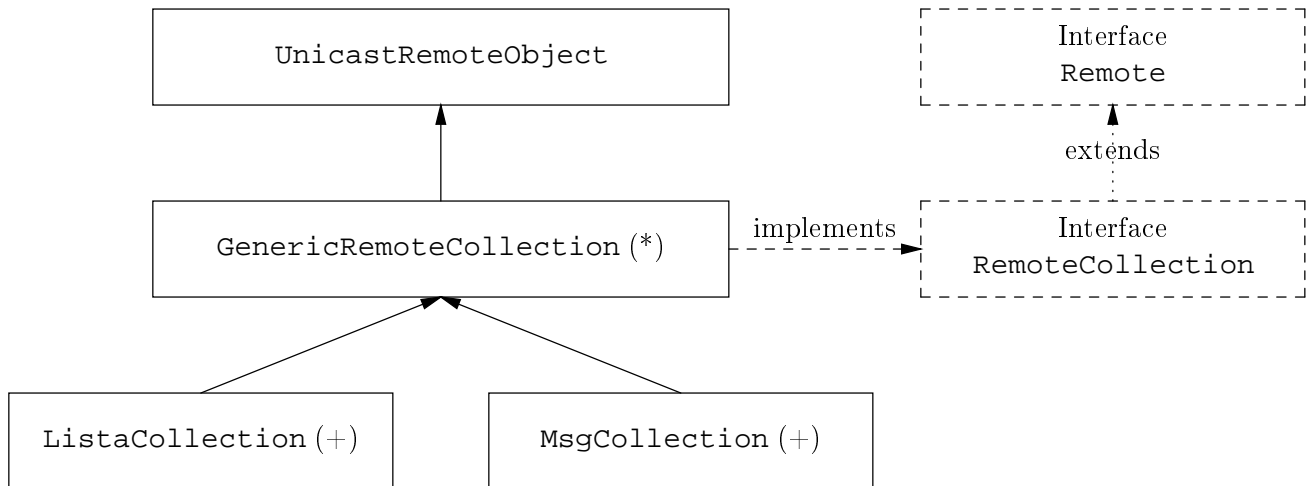 UnicastRemoteObject
Interface
Remote
extends
GenericRemoteCollection (*)
implements
Interface
RemoteCollection
ListaCollection (+)
MsgCollection (+)